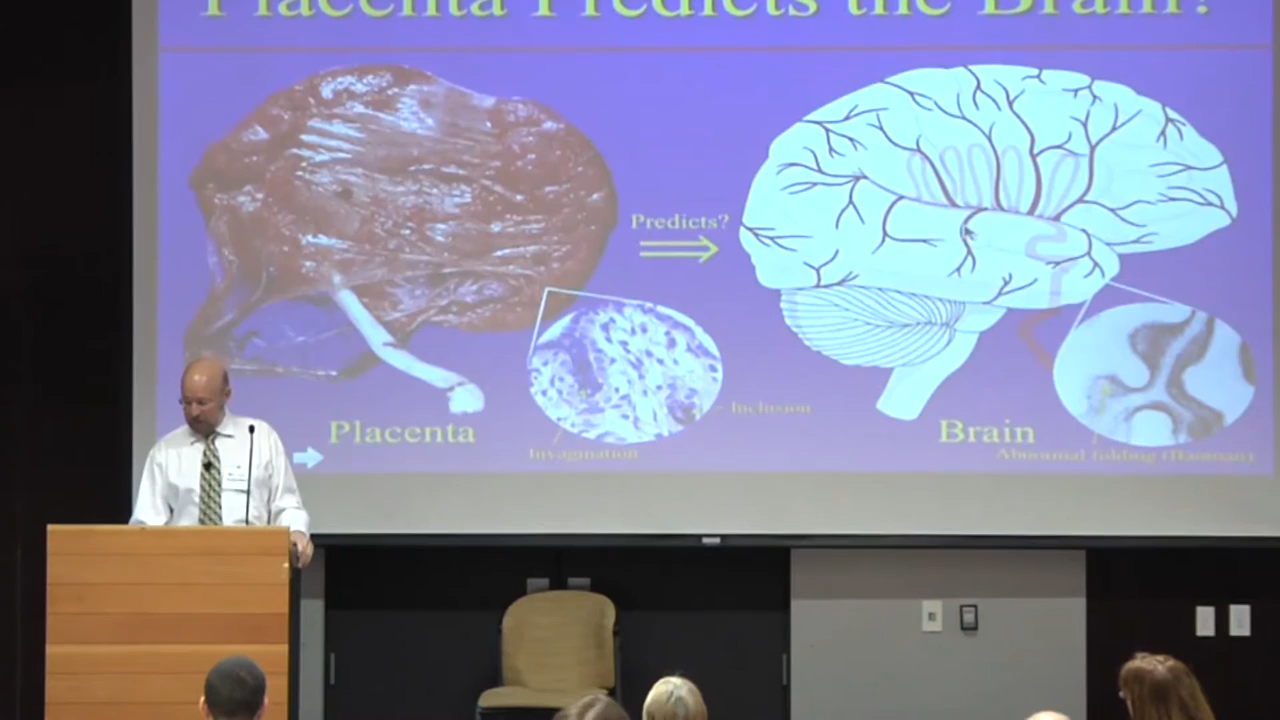 Placenta Predicts the Brain?
Predicts?
Inclusion
Placenta
Invagination
Brain
Abnormal folding